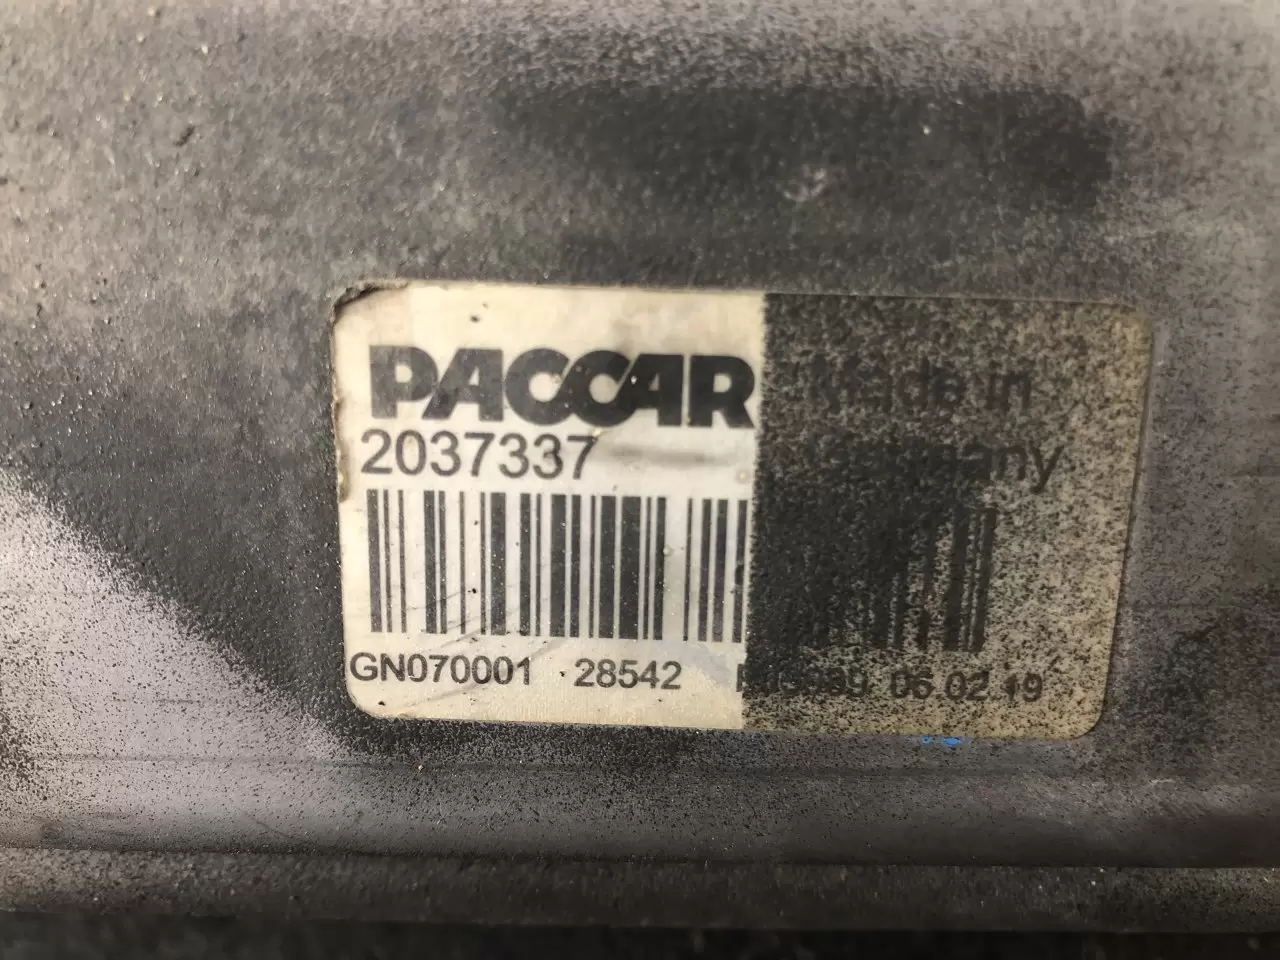 PACCAR
2037337
Made in
Germany
GN070001 28542 06.02.19